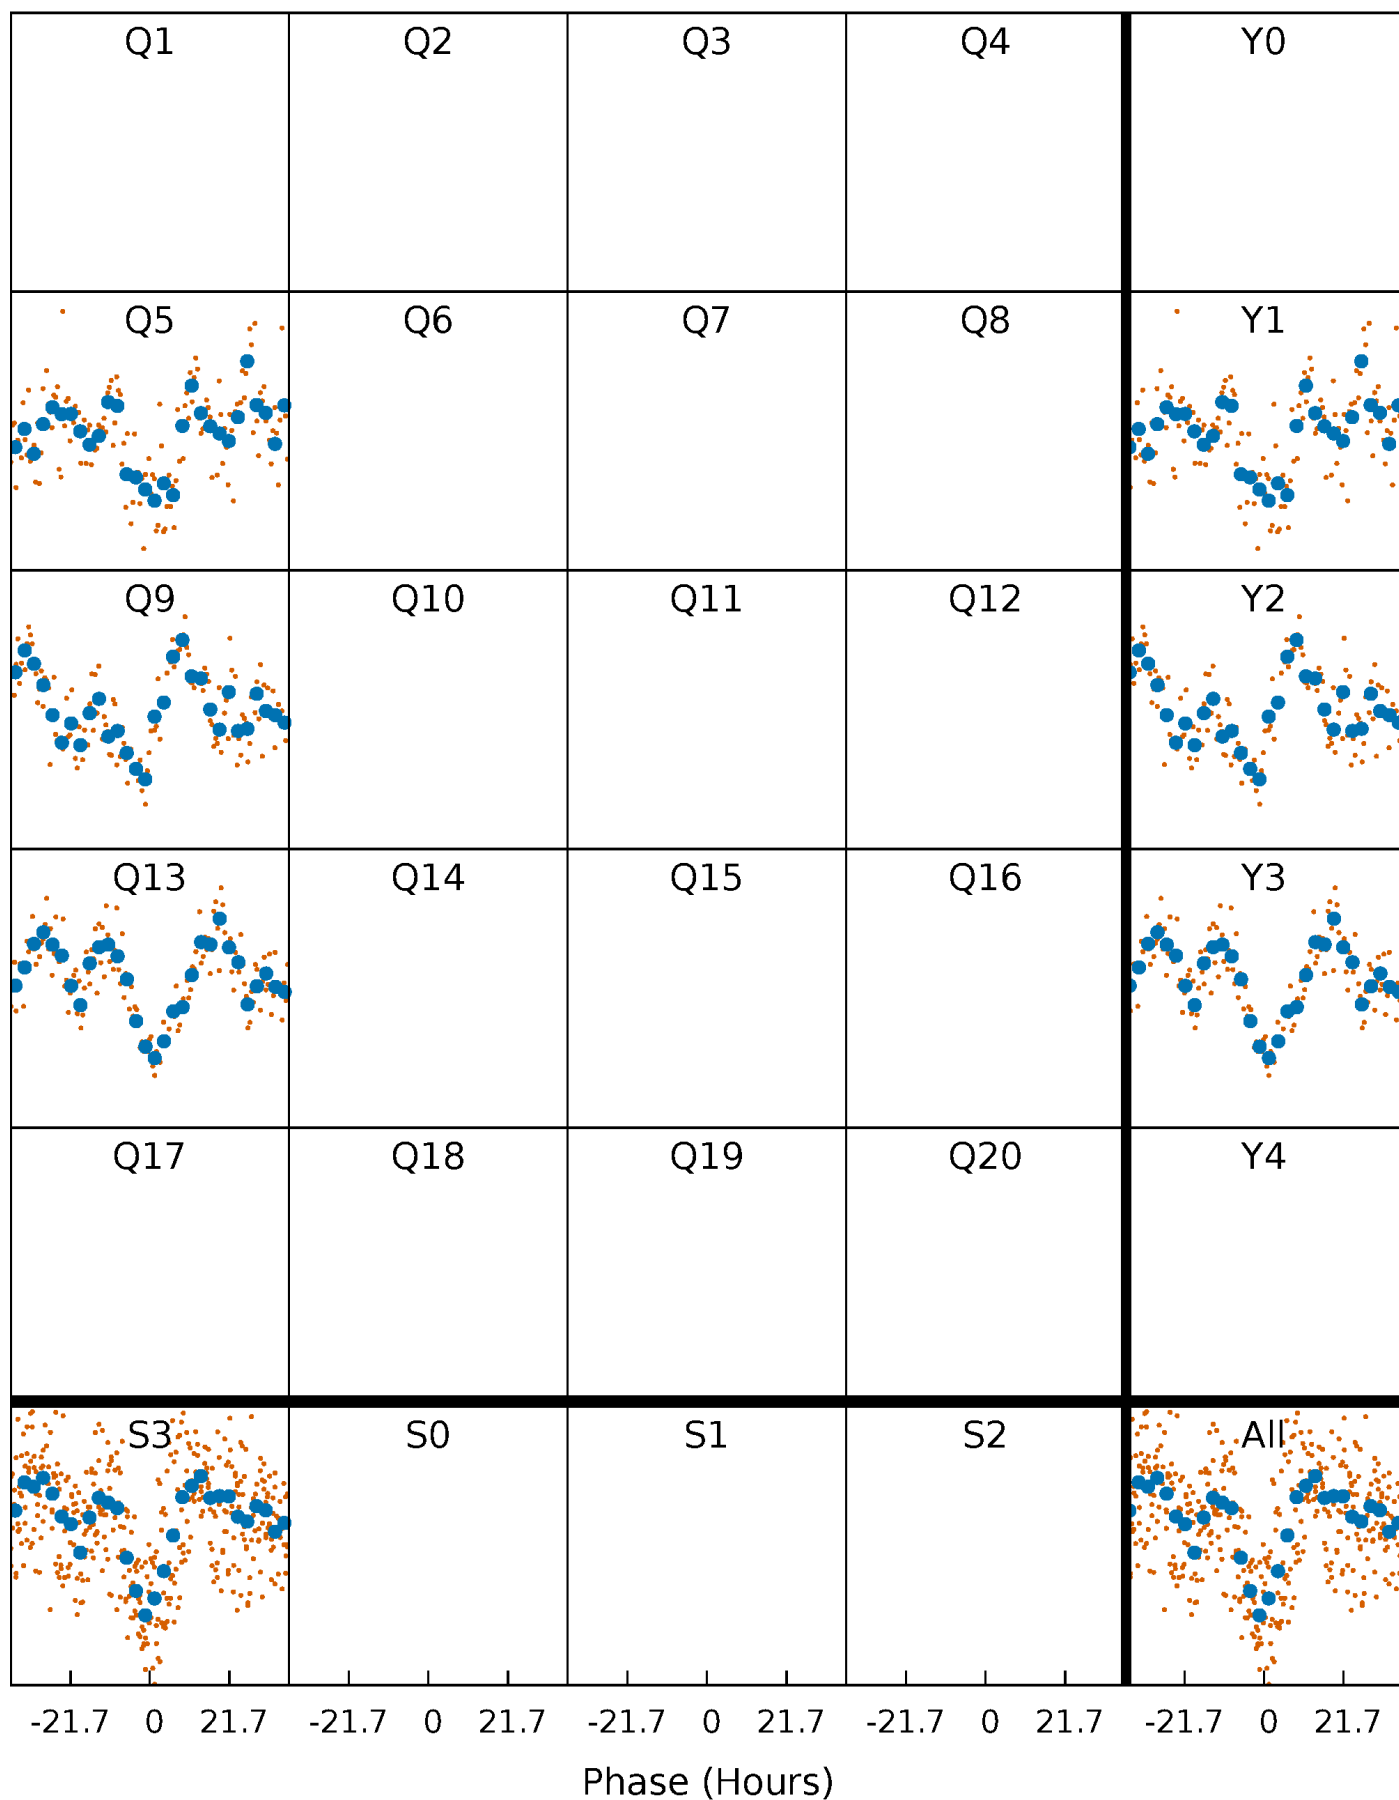 Q1 Q2 Q3 Q4 Y0
Q5 Q6 Q7 Q8 Y1
Q9 Q10 Q11 Q12 Y2
Q13 Q14 Q15 Q16 Y3
Q17 Q18 Q19 Q20 Y4
S3 S0 S1 S2 All
-21.7 0 21.7 -21.7 0 21.7 -21.7 0 21.7 -21.7 0 21.7 -21.7 0 21.7
Phase (Hours)